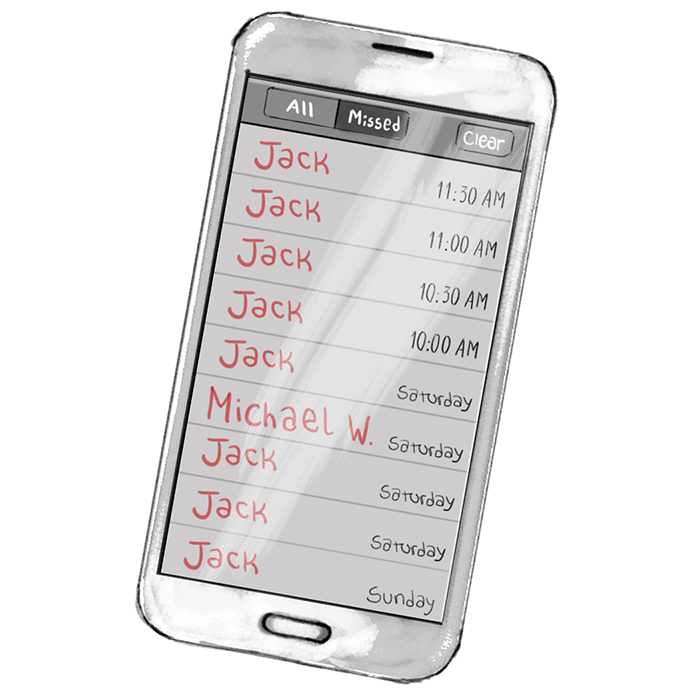 All Missed Clear
Jack 11:30 AM
Jack 11:00 AM
Jack 10:30 AM
Jack 10:00 AM
Jack Saturday
Michael W. Saturday
Jack Saturday
Jack Saturday
Jack Sunday